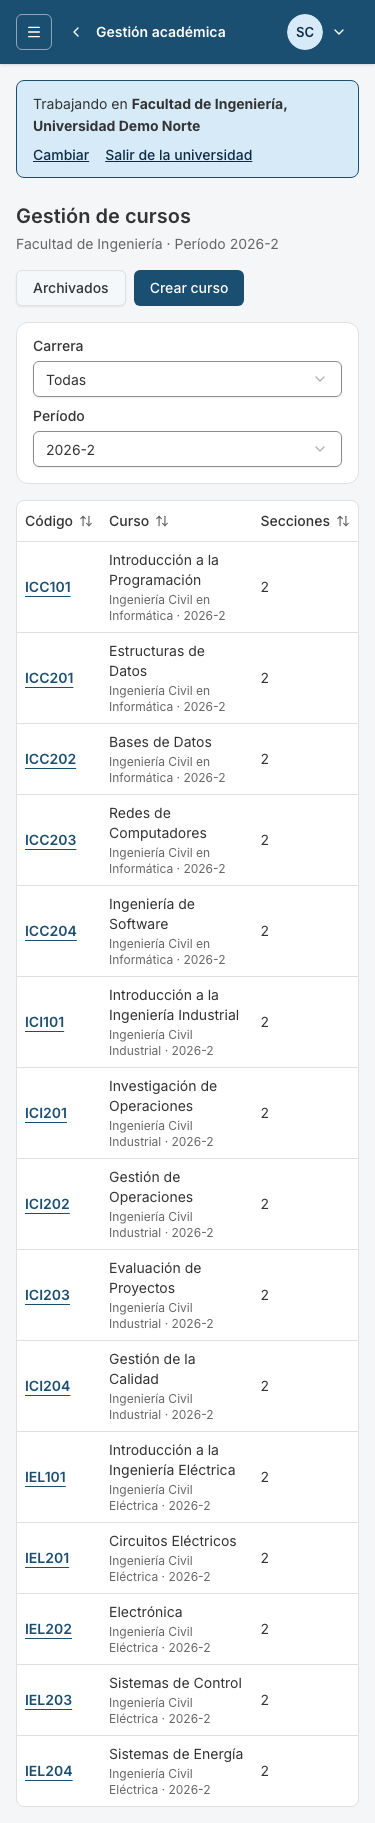 Gestión académica
SC
Trabajando en Facultad de Ingeniería,
Universidad Demo Norte
Cambiar Salir de la universidad
Gestión de cursos
Facultad de Ingeniería · Período 2026-2
Archivados Crear curso
Carrera
Todas
Período
2026-2
Código Curso Secciones
ICC101
Introducción a la
Programación
Ingeniería Civil en
Informática · 2026-2
2
ICC201
Estructuras de
Datos
Ingeniería Civil en
Informática · 2026-2
2
ICC202
Bases de Datos
Ingeniería Civil en
Informática · 2026-2
2
ICC203
Redes de
Computadores
Ingeniería Civil en
Informática · 2026-2
2
ICC204
Ingeniería de
Software
Ingeniería Civil en
Informática · 2026-2
2
ICI101
Introducción a la
Ingeniería Industrial
Ingeniería Civil
Industrial · 2026-2
2
ICI201
Investigación de
Operaciones
Ingeniería Civil
Industrial · 2026-2
2
ICI202
Gestión de
Operaciones
Ingeniería Civil
Industrial · 2026-2
2
ICI203
Evaluación de
Proyectos
Ingeniería Civil
Industrial · 2026-2
2
ICI204
Gestión de la
Calidad
Ingeniería Civil
Industrial · 2026-2
2
IEL101
Introducción a la
Ingeniería Eléctrica
Ingeniería Civil
Eléctrica · 2026-2
2
IEL201
Circuitos Eléctricos
Ingeniería Civil
Eléctrica · 2026-2
2
IEL202
Electrónica
Ingeniería Civil
Eléctrica · 2026-2
2
IEL203
Sistemas de Control
Ingeniería Civil
Eléctrica · 2026-2
2
IEL204
Sistemas de Energía
Ingeniería Civil
Eléctrica · 2026-2
2